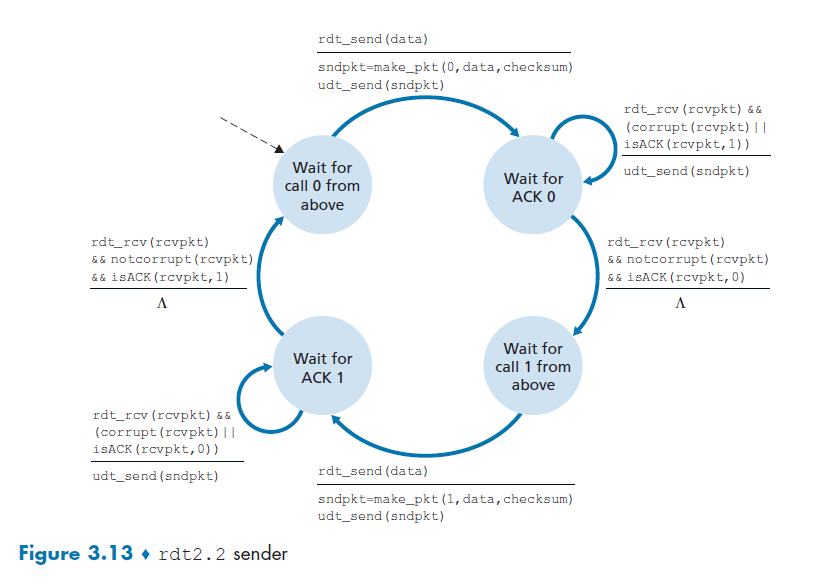 rdt_send(data)
sndpkt=make_pkt(0,data,checksum)
udt_send(sndpkt)
rdt_rcv(rcvpkt) &&
(corrupt(rcvpkt)||
isACK(rcvpkt,1))
udt_send(sndpkt)
Wait for
call 0 from
above
Wait for
ACK 0
rdt_rcv(rcvpkt)
&& notcorrupt(rcvpkt)
&& isACK(rcvpkt,1)
Λ
rdt_rcv(rcvpkt)
&& notcorrupt(rcvpkt)
&& isACK(rcvpkt,0)
Λ
Wait for
ACK 1
Wait for
call 1 from
above
rdt_rcv(rcvpkt) &&
(corrupt(rcvpkt)||
isACK(rcvpkt,0))
udt_send(sndpkt)
rdt_send(data)
sndpkt=make_pkt(1,data,checksum)
udt_send(sndpkt)
Figure 3.13 ♦ rdt2.2 sender